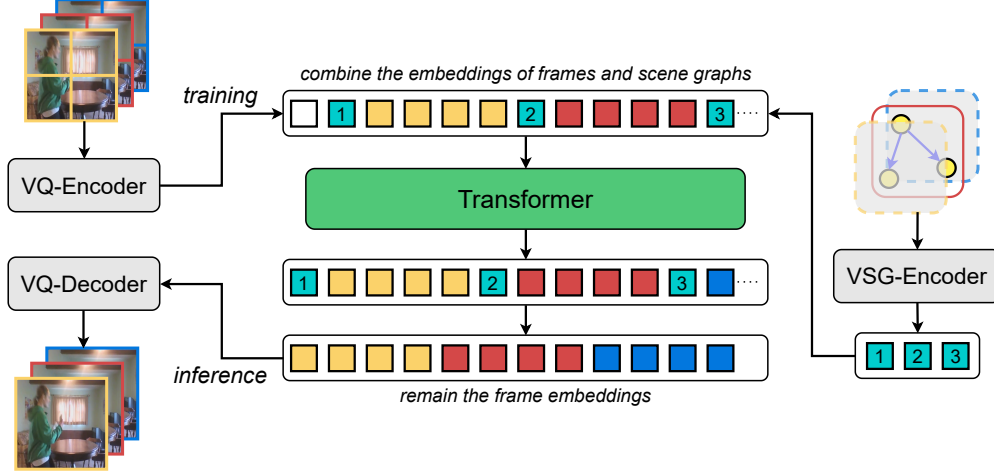 combine the embeddings of frames and scene graphs
training
1 2 3 ....
VQ-Encoder
Transformer
VQ-Decoder
1 2 3 ....
VSG-Encoder
inference
1 2 3
remain the frame embeddings